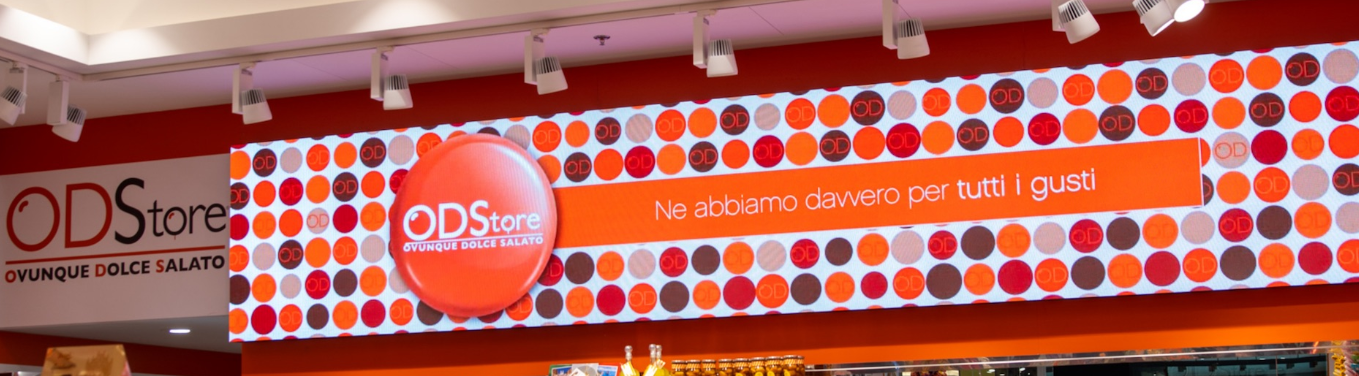 ODStore
OVUNQUE DOLCE SALATO
ODStore
OVUNQUE DOLCE SALATO
Ne abbiamo davvero per tutti i gusti